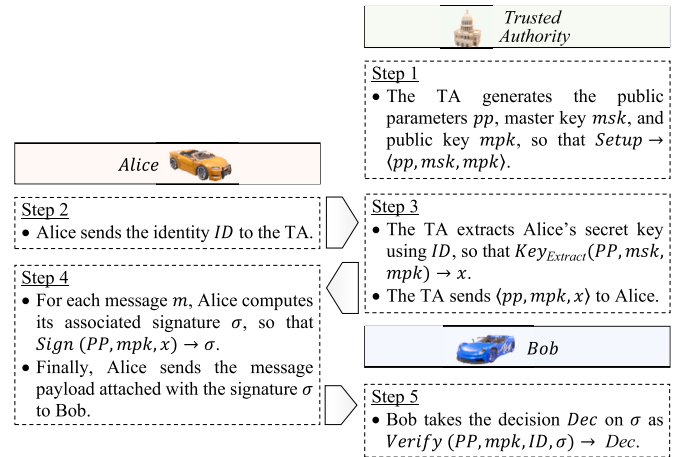 Trusted
Authority
Step 1
• The TA generates the public
parameters pp, master key msk, and
public key mpk, so that Setup →
⟨pp, msk, mpk⟩.
Alice
Step 2
• Alice sends the identity ID to the TA.
Step 3
• The TA extracts Alice's secret key
using ID, so that Key_Extract(PP, msk,
mpk) → x.
• The TA sends ⟨pp, mpk, x⟩ to Alice.
Step 4
• For each message m, Alice computes
its associated signature σ, so that
Sign (PP, mpk, x) → σ.
• Finally, Alice sends the message
payload attached with the signature σ
to Bob.
Bob
Step 5
• Bob takes the decision Dec on σ as
Verify (PP, mpk, ID, σ) → Dec.